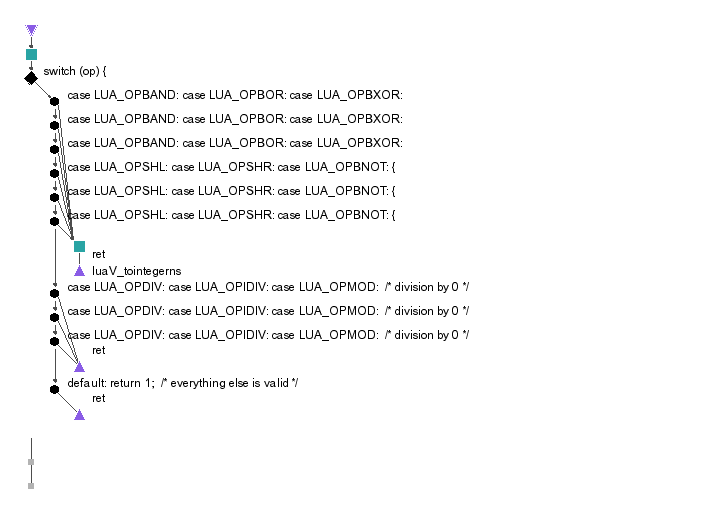 switch (op) {
case LUA_OPBAND: case LUA_OPBOR: case LUA_OPBXOR:
case LUA_OPBAND: case LUA_OPBOR: case LUA_OPBXOR:
case LUA_OPBAND: case LUA_OPBOR: case LUA_OPBXOR:
case LUA_OPSHL: case LUA_OPSHR: case LUA_OPBNOT: {
case LUA_OPSHL: case LUA_OPSHR: case LUA_OPBNOT: {
case LUA_OPSHL: case LUA_OPSHR: case LUA_OPBNOT: {
ret
luaV_tointegerns
case LUA_OPDIV: case LUA_OPIDIV: case LUA_OPMOD:  /* division by 0 */
case LUA_OPDIV: case LUA_OPIDIV: case LUA_OPMOD:  /* division by 0 */
case LUA_OPDIV: case LUA_OPIDIV: case LUA_OPMOD:  /* division by 0 */
ret
default: return 1;  /* everything else is valid */
ret